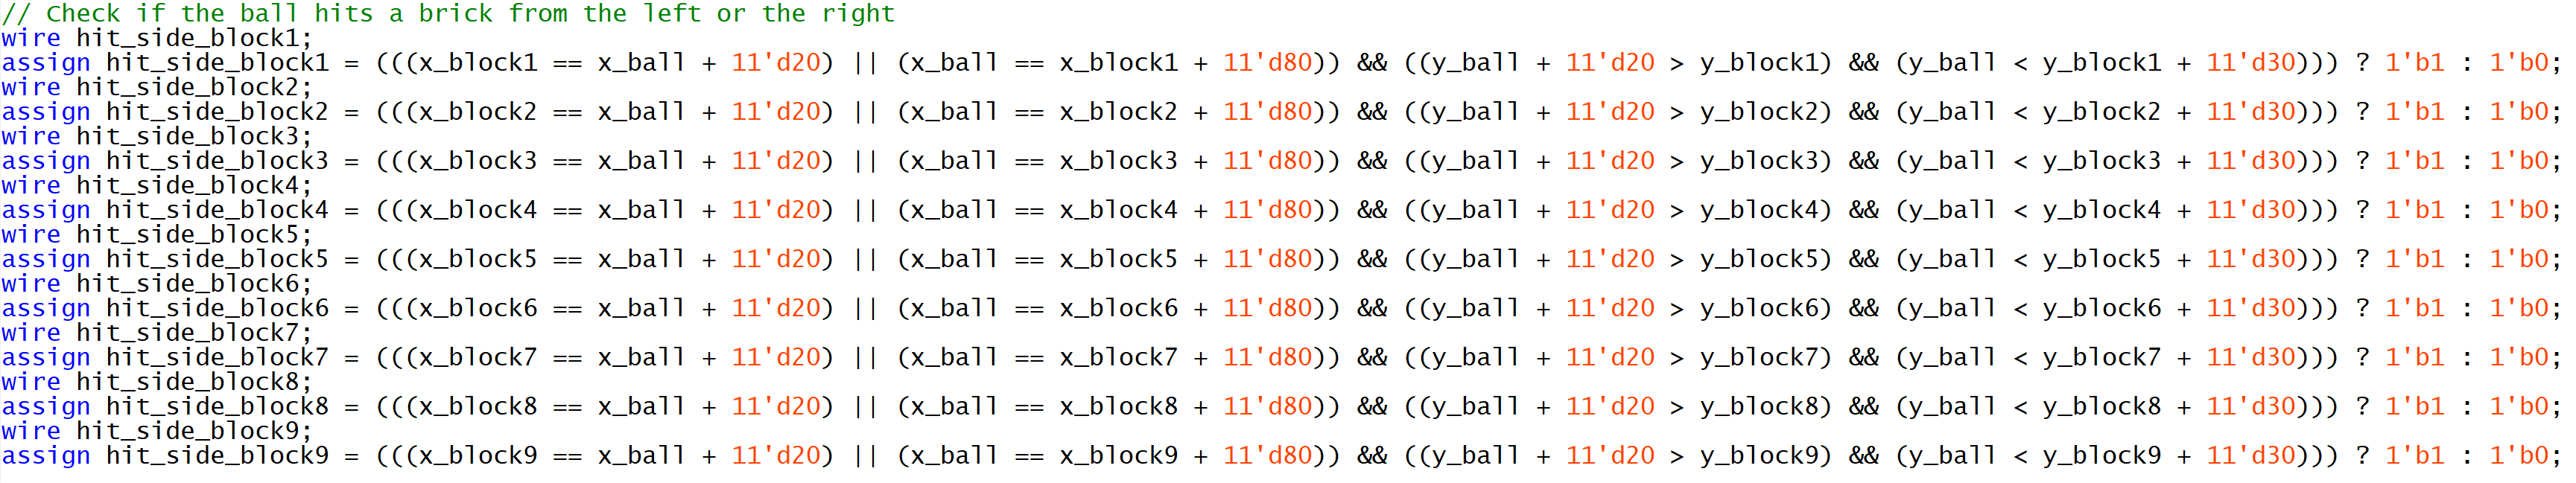 // Check if the ball hits a brick from the left or the right
wire hit_side_block1;
assign hit_side_block1 = (((x_block1 == x_ball + 11'd20) || (x_ball == x_block1 + 11'd80)) && ((y_ball + 11'd20 > y_block1) && (y_ball < y_block1 + 11'd30))) ? 1'b1 : 1'b0;
wire hit_side_block2;
assign hit_side_block2 = (((x_block2 == x_ball + 11'd20) || (x_ball == x_block2 + 11'd80)) && ((y_ball + 11'd20 > y_block2) && (y_ball < y_block2 + 11'd30))) ? 1'b1 : 1'b0;
wire hit_side_block3;
assign hit_side_block3 = (((x_block3 == x_ball + 11'd20) || (x_ball == x_block3 + 11'd80)) && ((y_ball + 11'd20 > y_block3) && (y_ball < y_block3 + 11'd30))) ? 1'b1 : 1'b0;
wire hit_side_block4;
assign hit_side_block4 = (((x_block4 == x_ball + 11'd20) || (x_ball == x_block4 + 11'd80)) && ((y_ball + 11'd20 > y_block4) && (y_ball < y_block4 + 11'd30))) ? 1'b1 : 1'b0;
wire hit_side_block5;
assign hit_side_block5 = (((x_block5 == x_ball + 11'd20) || (x_ball == x_block5 + 11'd80)) && ((y_ball + 11'd20 > y_block5) && (y_ball < y_block5 + 11'd30))) ? 1'b1 : 1'b0;
wire hit_side_block6;
assign hit_side_block6 = (((x_block6 == x_ball + 11'd20) || (x_ball == x_block6 + 11'd80)) && ((y_ball + 11'd20 > y_block6) && (y_ball < y_block6 + 11'd30))) ? 1'b1 : 1'b0;
wire hit_side_block7;
assign hit_side_block7 = (((x_block7 == x_ball + 11'd20) || (x_ball == x_block7 + 11'd80)) && ((y_ball + 11'd20 > y_block7) && (y_ball < y_block7 + 11'd30))) ? 1'b1 : 1'b0;
wire hit_side_block8;
assign hit_side_block8 = (((x_block8 == x_ball + 11'd20) || (x_ball == x_block8 + 11'd80)) && ((y_ball + 11'd20 > y_block8) && (y_ball < y_block8 + 11'd30))) ? 1'b1 : 1'b0;
wire hit_side_block9;
assign hit_side_block9 = (((x_block9 == x_ball + 11'd20) || (x_ball == x_block9 + 11'd80)) && ((y_ball + 11'd20 > y_block9) && (y_ball < y_block9 + 11'd30))) ? 1'b1 : 1'b0;